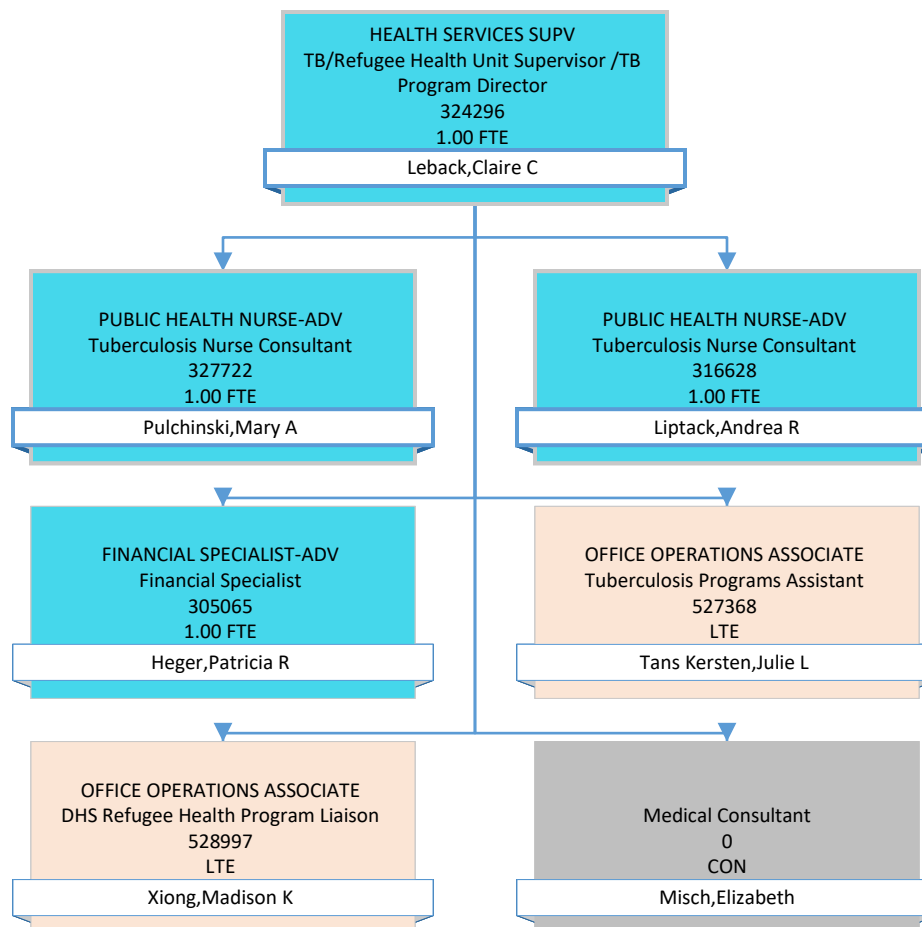 HEALTH SERVICES SUPV
TB/Refugee Health Unit Supervisor /TB
Program Director
324296
1.00 FTE
Leback,Claire C
PUBLIC HEALTH NURSE-ADV
Tuberculosis Nurse Consultant
327722
1.00 FTE
Pulchinski,Mary A
PUBLIC HEALTH NURSE-ADV
Tuberculosis Nurse Consultant
316628
1.00 FTE
Liptack,Andrea R
FINANCIAL SPECIALIST-ADV
Financial Specialist
305065
1.00 FTE
Heger,Patricia R
OFFICE OPERATIONS ASSOCIATE
Tuberculosis Programs Assistant
527368
LTE
Tans Kersten,Julie L
OFFICE OPERATIONS ASSOCIATE
DHS Refugee Health Program Liaison
528997
LTE
Xiong,Madison K
Medical Consultant
0
CON
Misch,Elizabeth